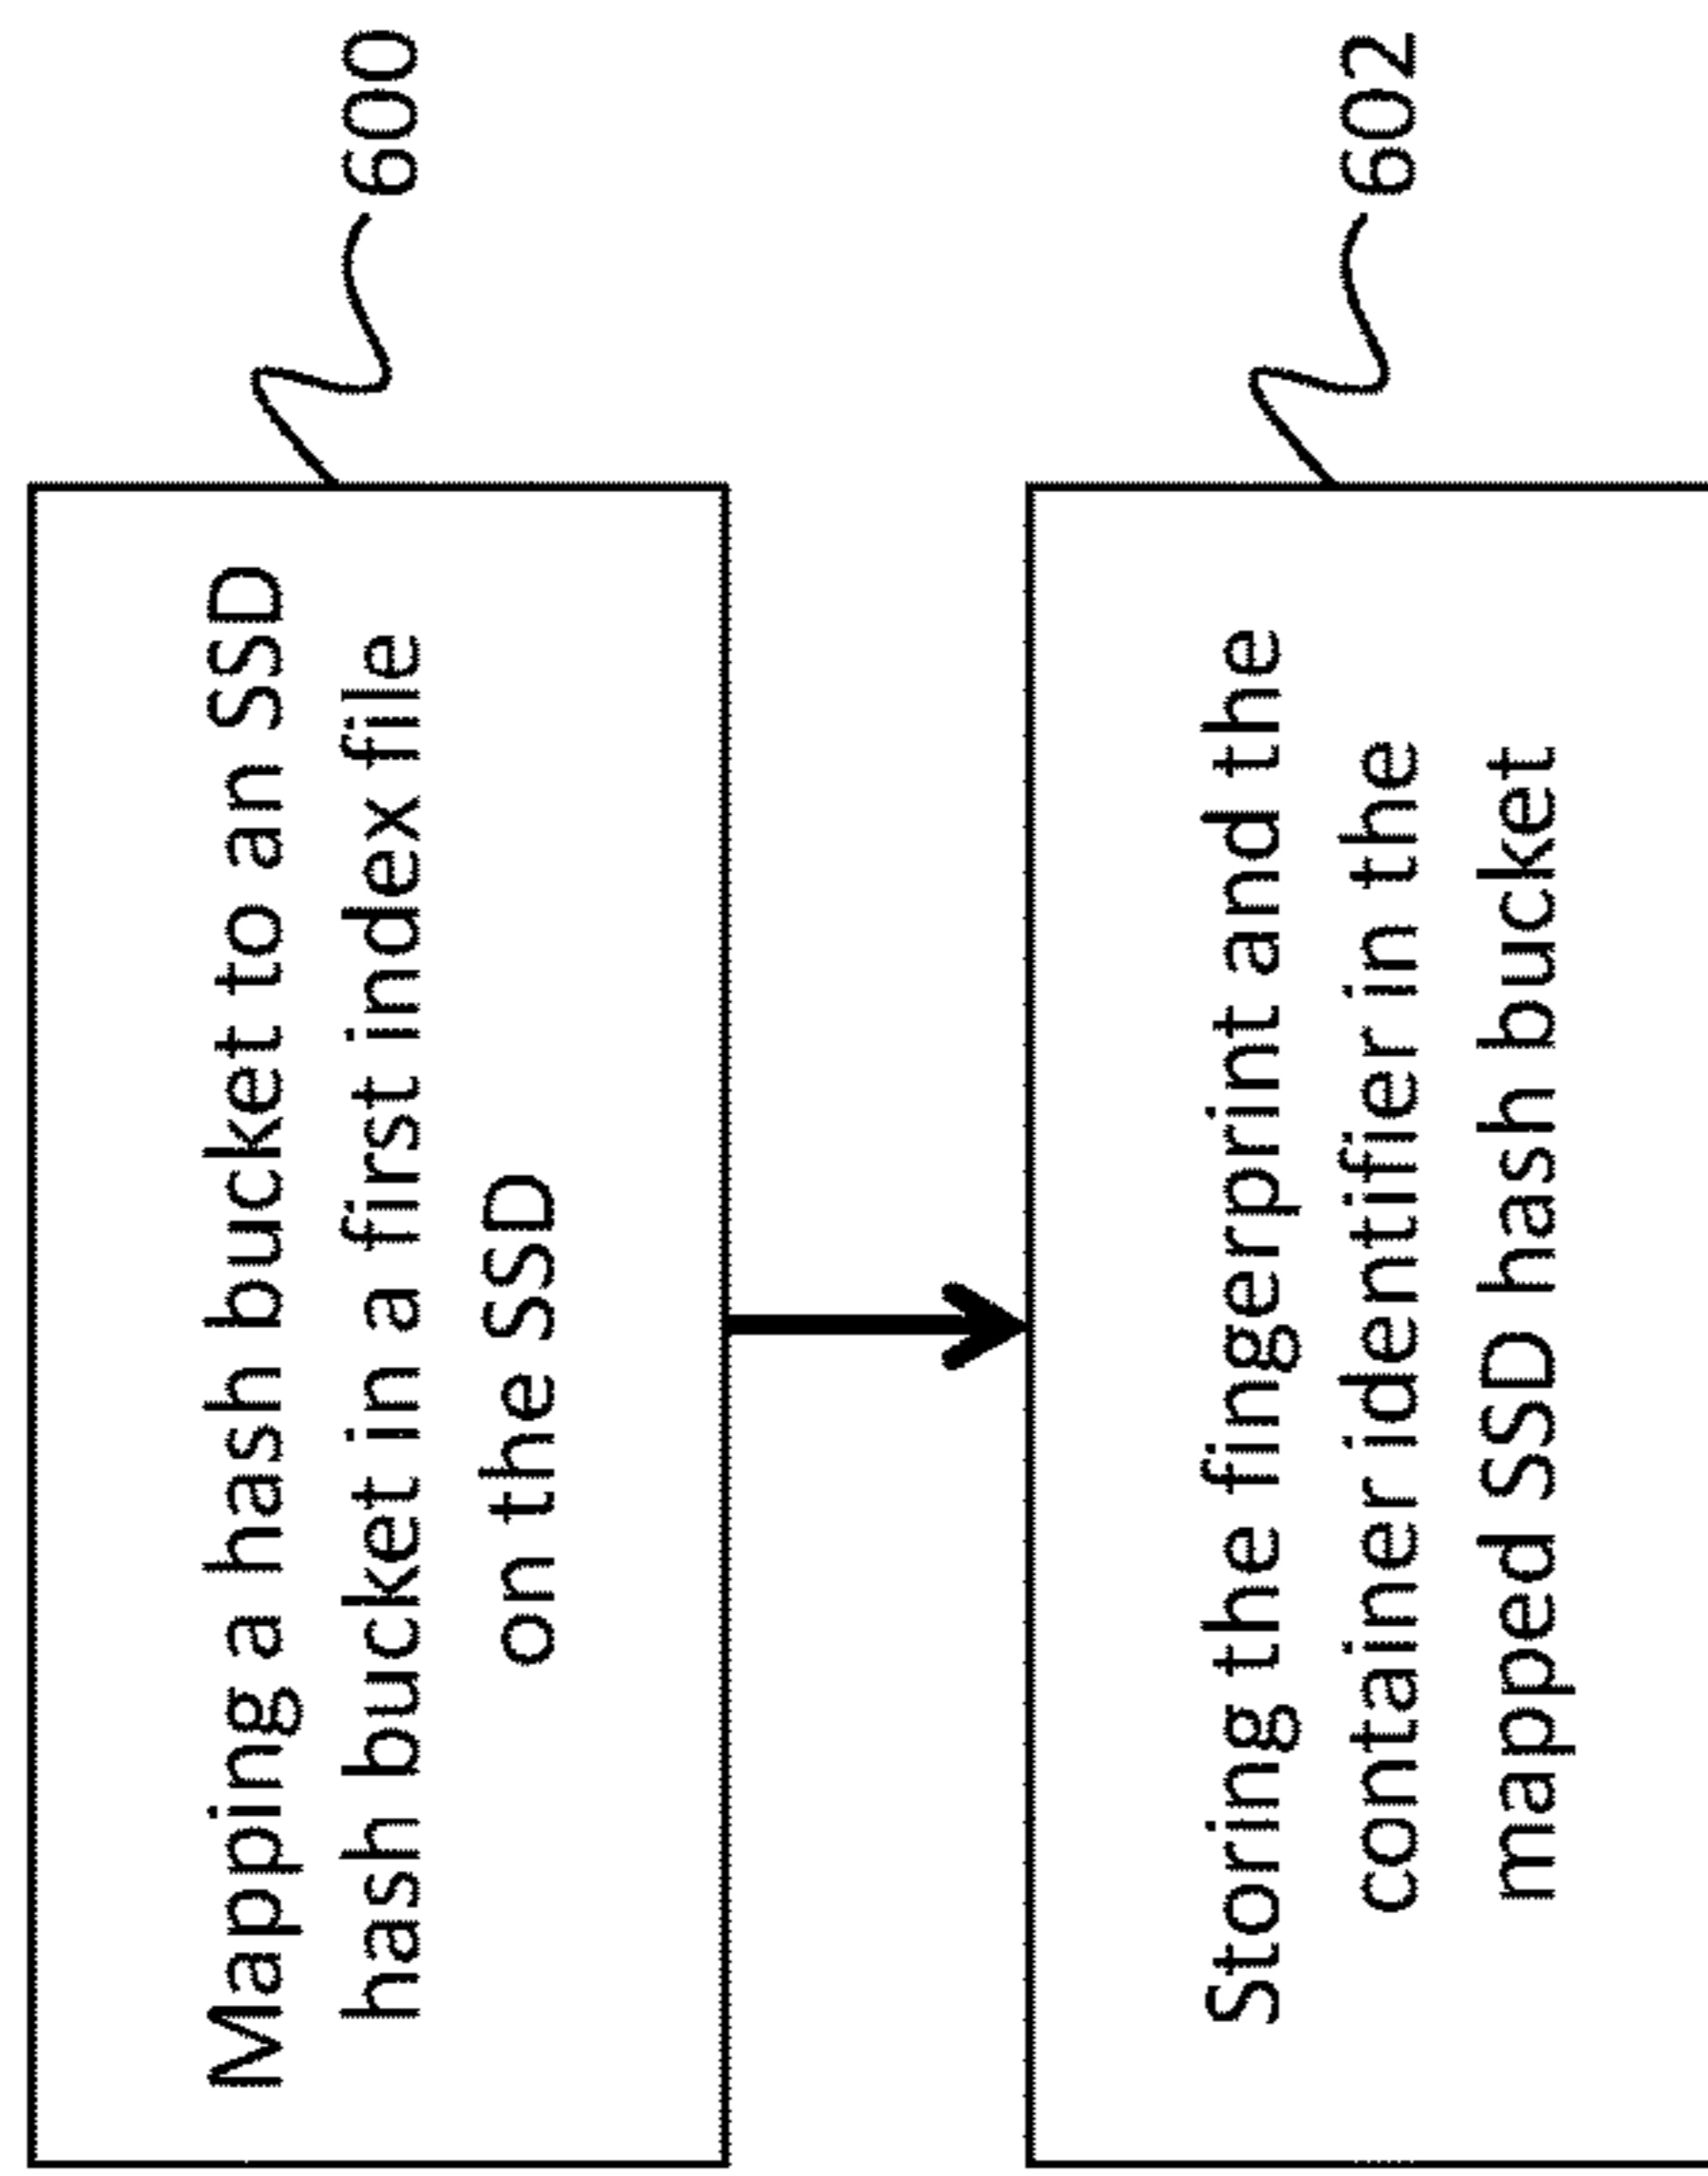 Mapping a hash bucket to an SSD
hash bucket in a first index file
on the SSD
600
Storing the fingerprint and the
container identifier in the
mapped SSD hash bucket
602